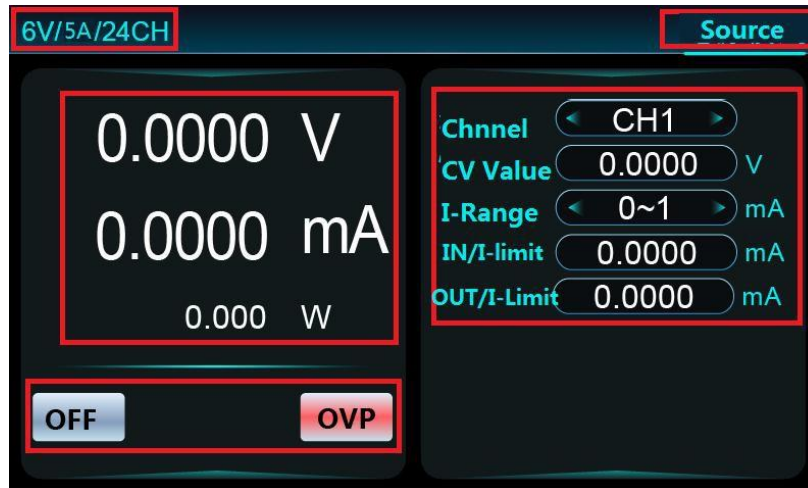 6V/5A/24CH
Source
0.0000 V
0.0000 mA
0.000 W
OFF
OVP
Chnnel CH1
CV Value 0.0000 V
I-Range 0~1 mA
IN/I-limit 0.0000 mA
OUT/I-Limit 0.0000 mA